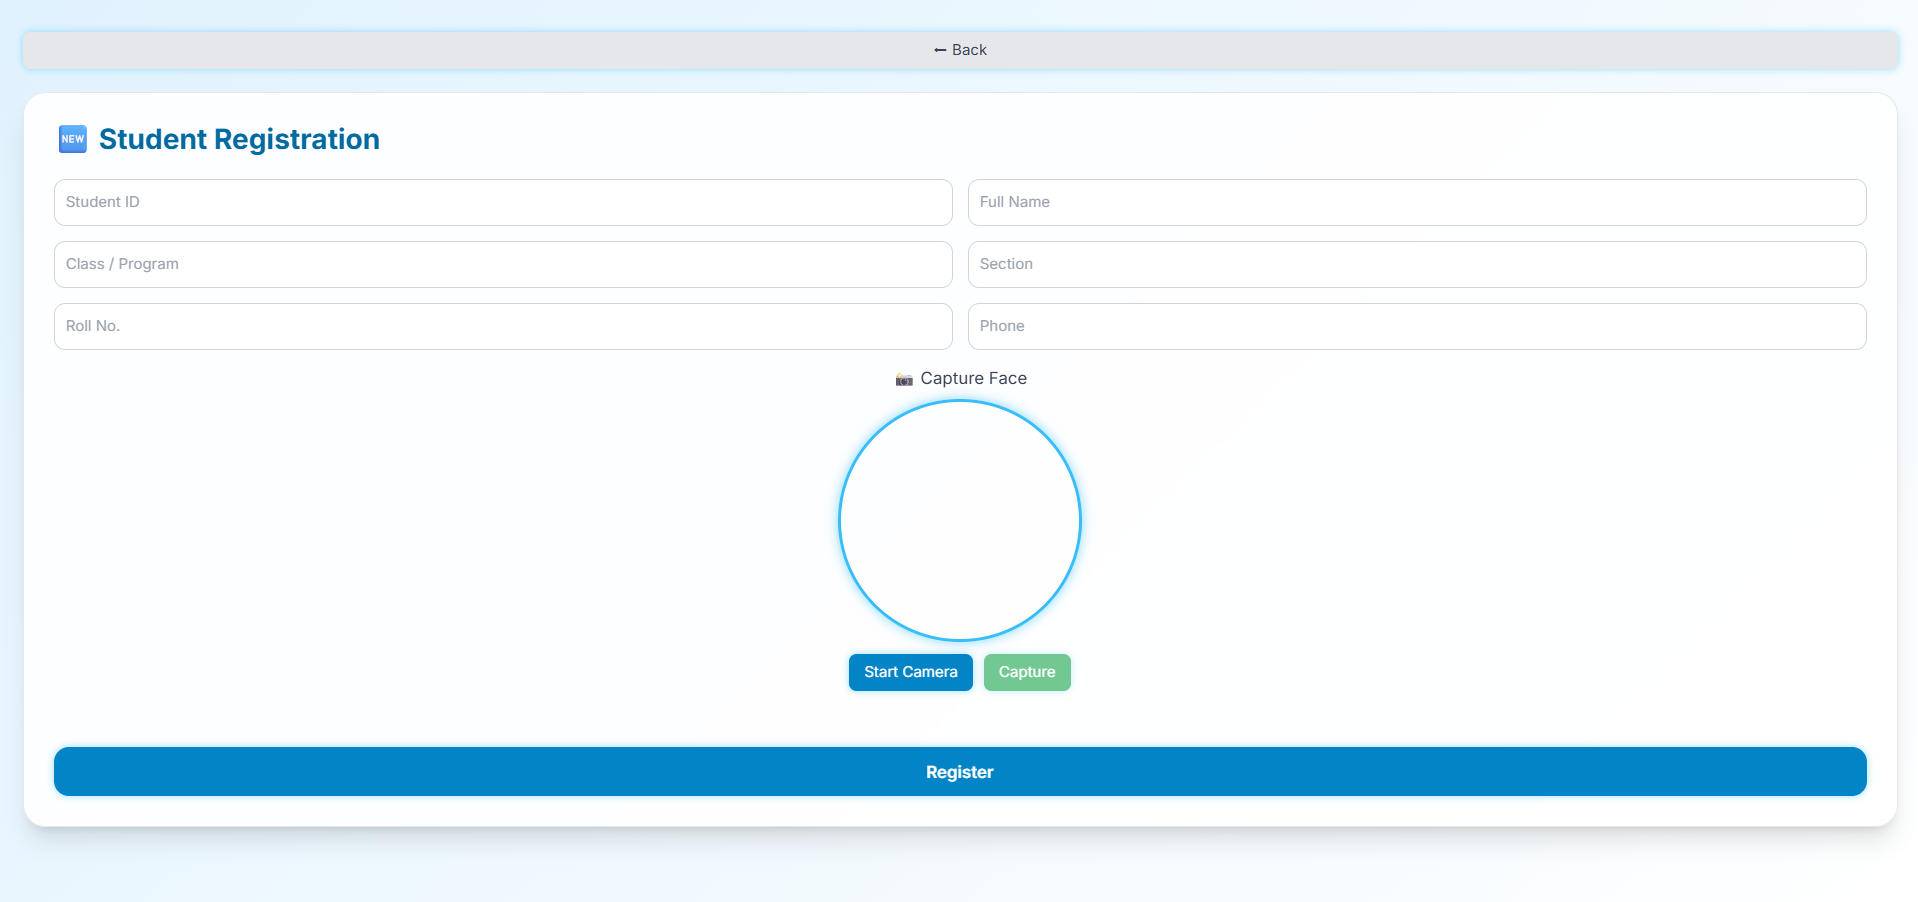 ← Back
NEW Student Registration
Student ID
Full Name
Class / Program
Section
Roll No.
Phone
Capture Face
Start Camera
Capture
Register